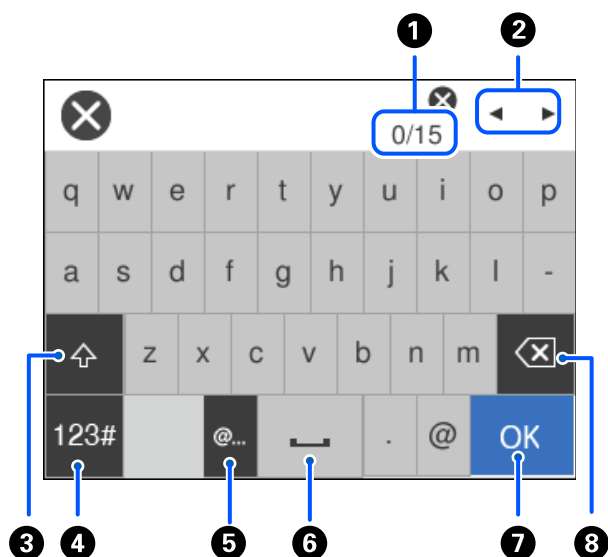 1 2
0/15
q w e r t y u i o p
a s d f g h j k l -
z x c v b n m
123# @... . @ OK
3 4 5 6 7 8